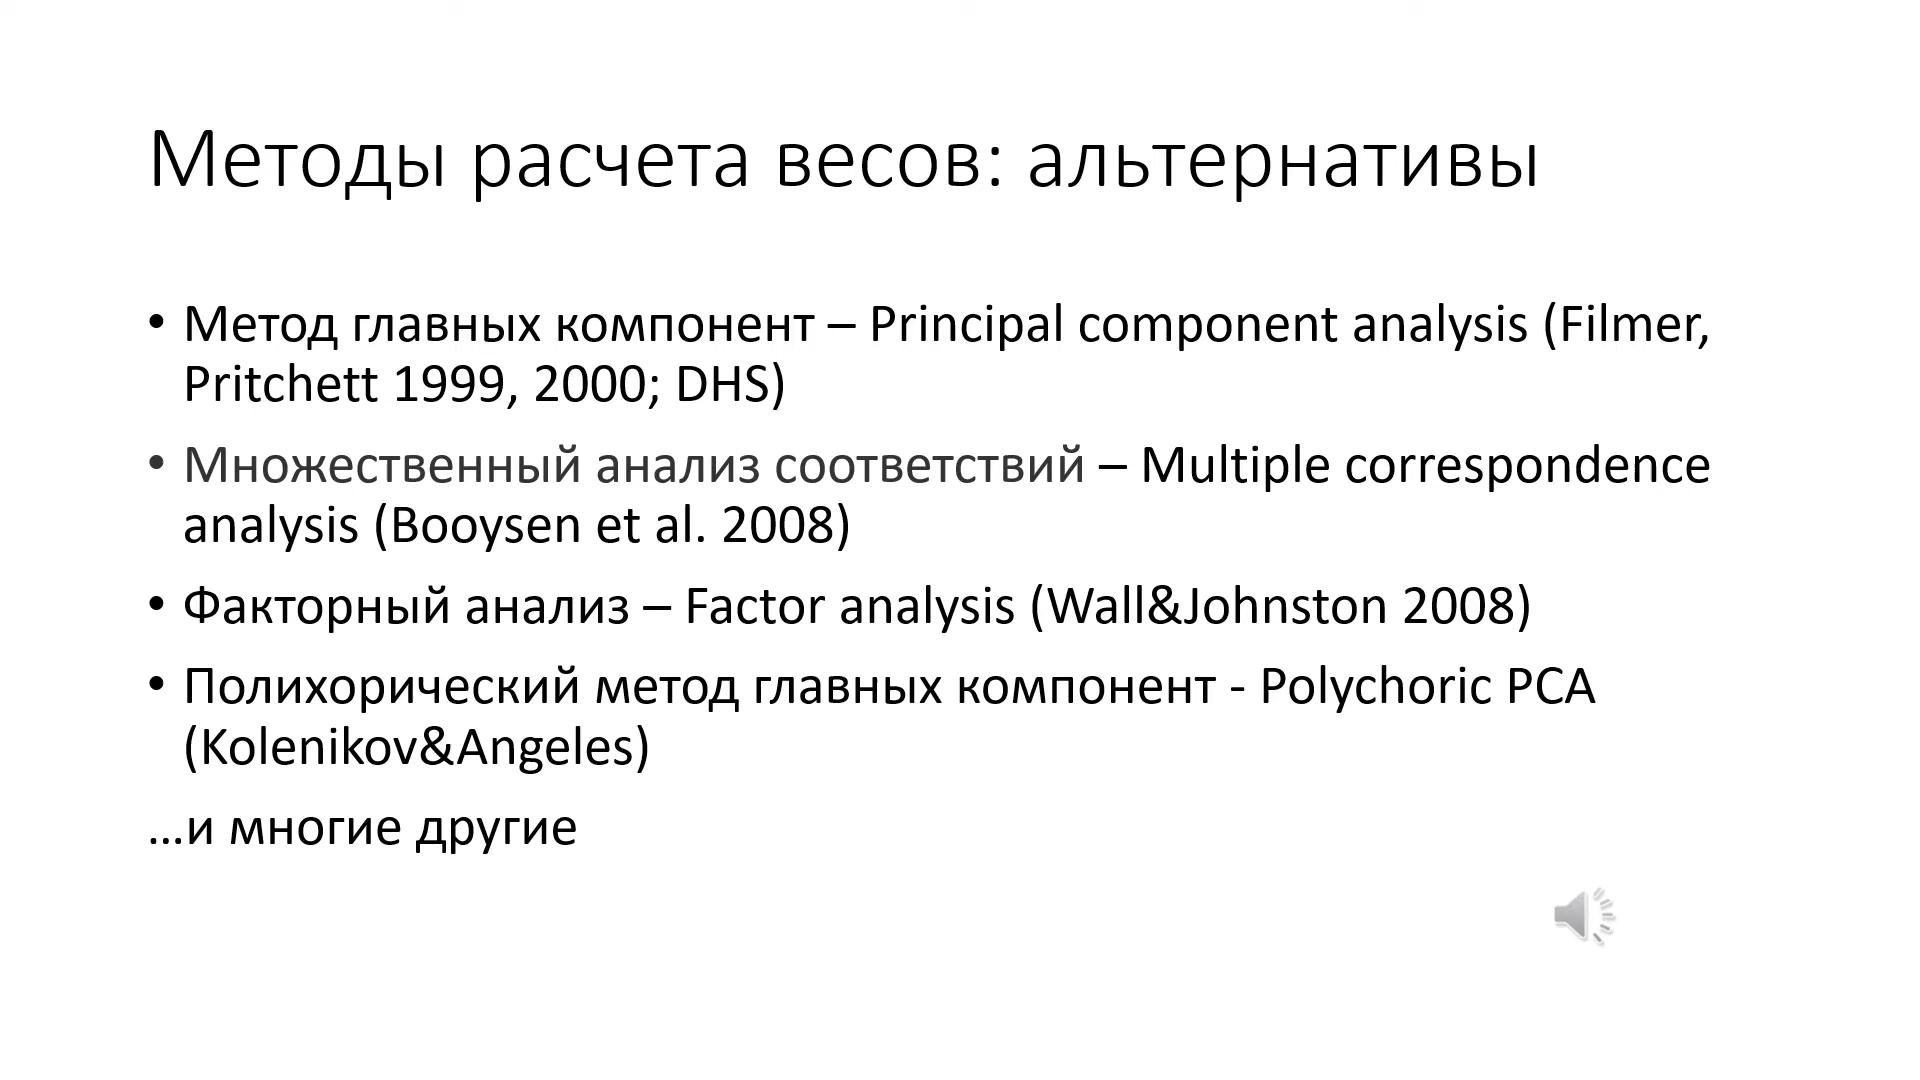 Методы расчета весов: альтернативы
• Метод главных компонент – Principal component analysis (Filmer,
Pritchett 1999, 2000; DHS)
• Множественный анализ соответствий – Multiple correspondence
analysis (Booysen et al. 2008)
• Факторный анализ – Factor analysis (Wall&Johnston 2008)
• Полихорический метод главных компонент - Polychoric PCA
(Kolenikov&Angeles)
…и многие другие